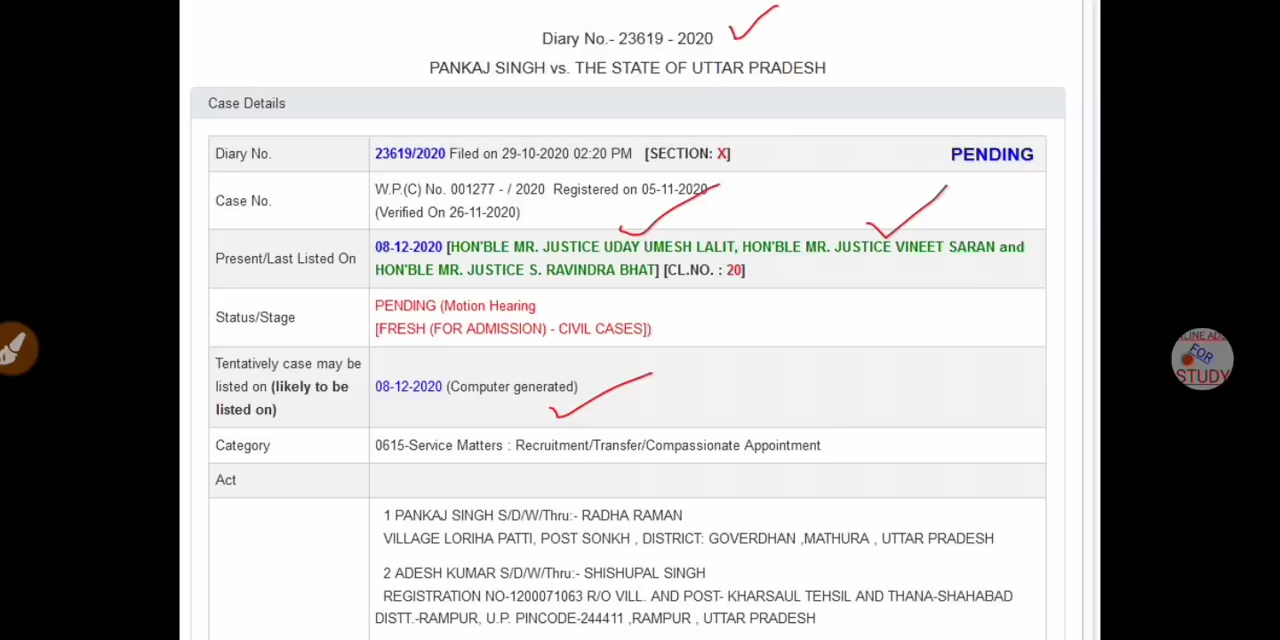 Diary No.- 23619 - 2020
PANKAJ SINGH vs. THE STATE OF UTTAR PRADESH
Case Details
Diary No. 23619/2020 Filed on 29-10-2020 02:20 PM [SECTION: X] PENDING
Case No. W.P.(C) No. 001277 - / 2020 Registered on 05-11-2020
(Verified On 26-11-2020)
Present/Last Listed On 08-12-2020 [HON'BLE MR. JUSTICE UDAY UMESH LALIT, HON'BLE MR. JUSTICE VINEET SARAN and
HON'BLE MR. JUSTICE S. RAVINDRA BHAT] [CL.NO. : 20]
Status/Stage PENDING (Motion Hearing
[FRESH (FOR ADMISSION) - CIVIL CASES])
Tentatively case may be
listed on (likely to be
listed on) 08-12-2020 (Computer generated)
Category 0615-Service Matters : Recruitment/Transfer/Compassionate Appointment
Act
1 PANKAJ SINGH S/D/W/Thru:- RADHA RAMAN
VILLAGE LORIHA PATTI, POST SONKH , DISTRICT: GOVERDHAN ,MATHURA , UTTAR PRADESH
2 ADESH KUMAR S/D/W/Thru:- SHISHUPAL SINGH
REGISTRATION NO-1200071063 R/O VILL. AND POST- KHARSAUL TEHSIL AND THANA-SHAHABAD
DISTT.-RAMPUR, U.P. PINCODE-244411 ,RAMPUR , UTTAR PRADESH
FOR
STUDY